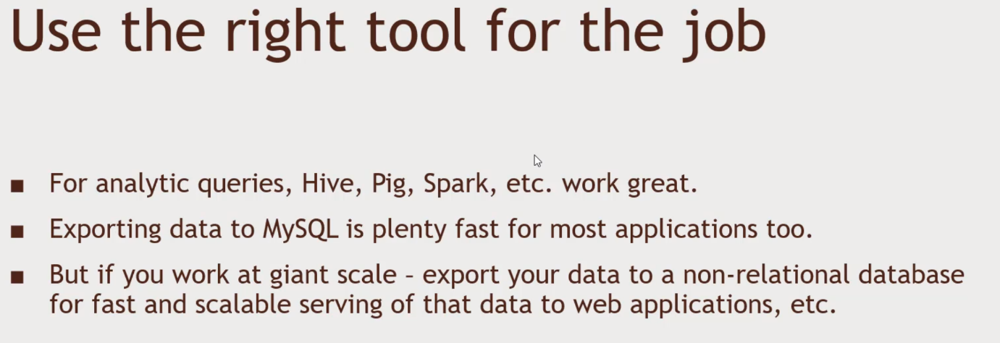 Use the right tool for the job
■ For analytic queries, Hive, Pig, Spark, etc. work great.
■ Exporting data to MySQL is plenty fast for most applications too.
■ But if you work at giant scale – export your data to a non-relational database
for fast and scalable serving of that data to web applications, etc.